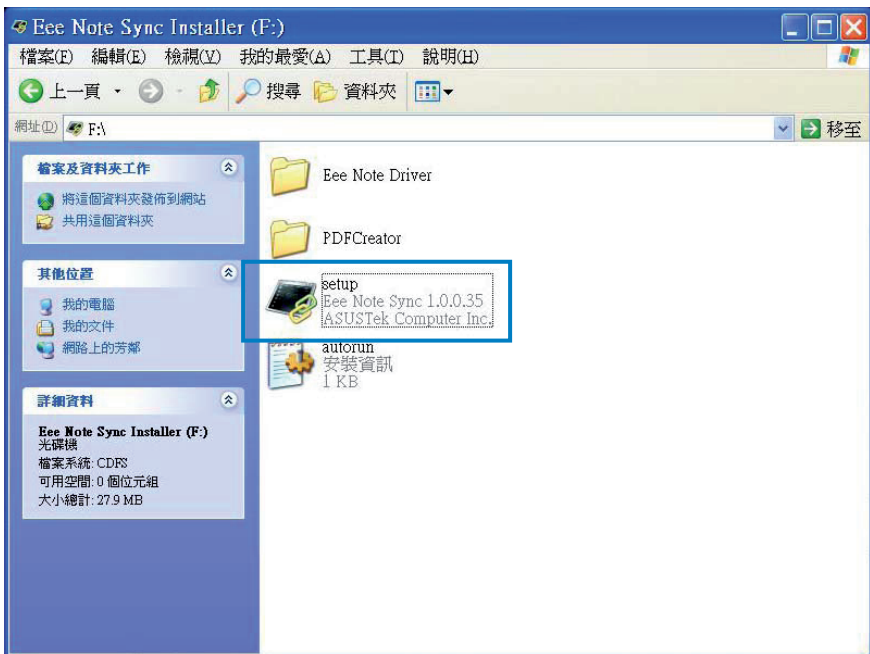 Eee Note Sync Installer (F:)
檔案(F) 編輯(E) 檢視(V) 我的最愛(A) 工具(T) 說明(H)
上一頁 搜尋 資料夾
網址(D) F:\ 移至
檔案及資料夾工作
將這個資料夾發佈到網站
共用這個資料夾
其他位置
我的電腦
我的文件
網路上的芳鄰
詳細資料
Eee Note Sync Installer (F:)
光碟機
檔案系統: CDFS
可用空間: 0 個位元組
大小總計: 27.9 MB
Eee Note Driver
PDFCreator
setup
Eee Note Sync 1.0.0.35
ASUSTek Computer Inc.
autorun
安裝資訊
1 KB